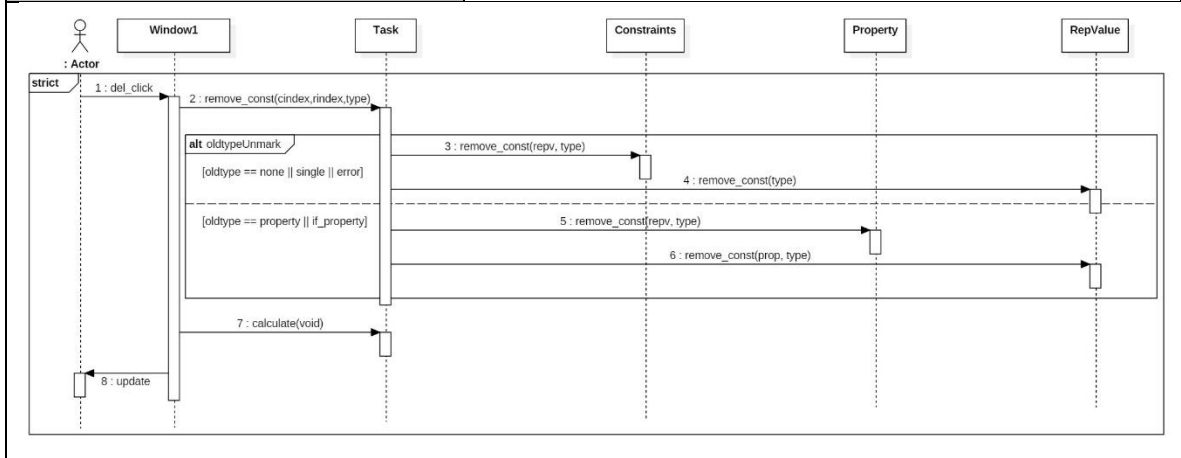 Window1 Task Constraints Property RepValue
: Actor
strict
1 : del_click
2 : remove_const(cindex,rindex,type)
alt oldtypeUnmark
3 : remove_const(repv, type)
[oldtype == none || single || error]
4 : remove_const(type)
[oldtype == property || if_property]
5 : remove_const(repv, type)
6 : remove_const(prop, type)
7 : calculate(void)
8 : update